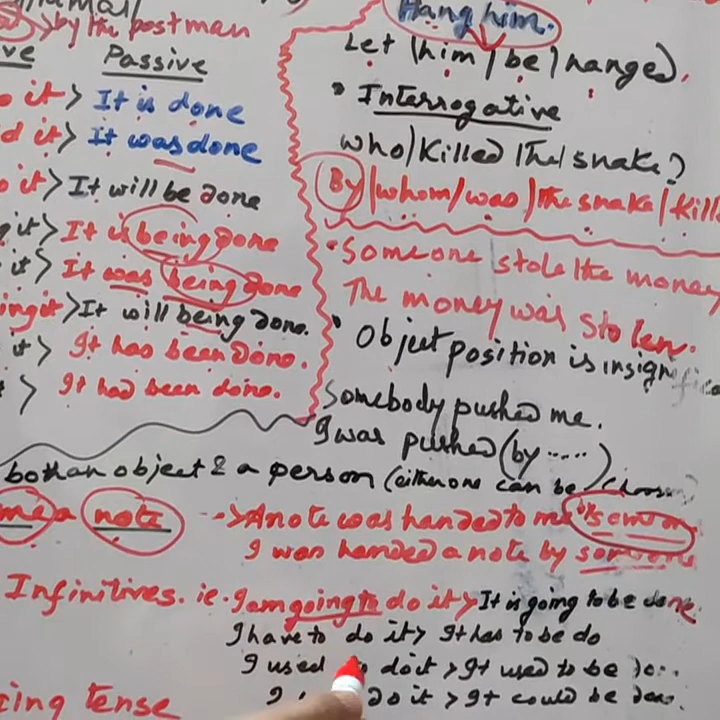 by the postman
ve Passive
o it > It is done
d it > It was done
o it > It will be done
g it > It is being done
it > It was being done
ing it > It will being done.
it > It has been done.
> It had been done.
Hang him.
Let | him | be | hanged.
• Interrogative
who | Killed | the | snake?
By | whom | was | the snake | kill
• Someone stole the money
The money was stolen.
• Object position is insignifica
Somebody pushed me.
I was pushed (by .....)
both an object & a person (either one can be chosen)
me a note -> A note was handed to me by someone
I was handed a note by someone
Infinitives. ie. I am going to do it > It is going to be done.
I have to do it > It has to be do
I used to do it > It used to be do..
I do it > It could be done.
ing tense